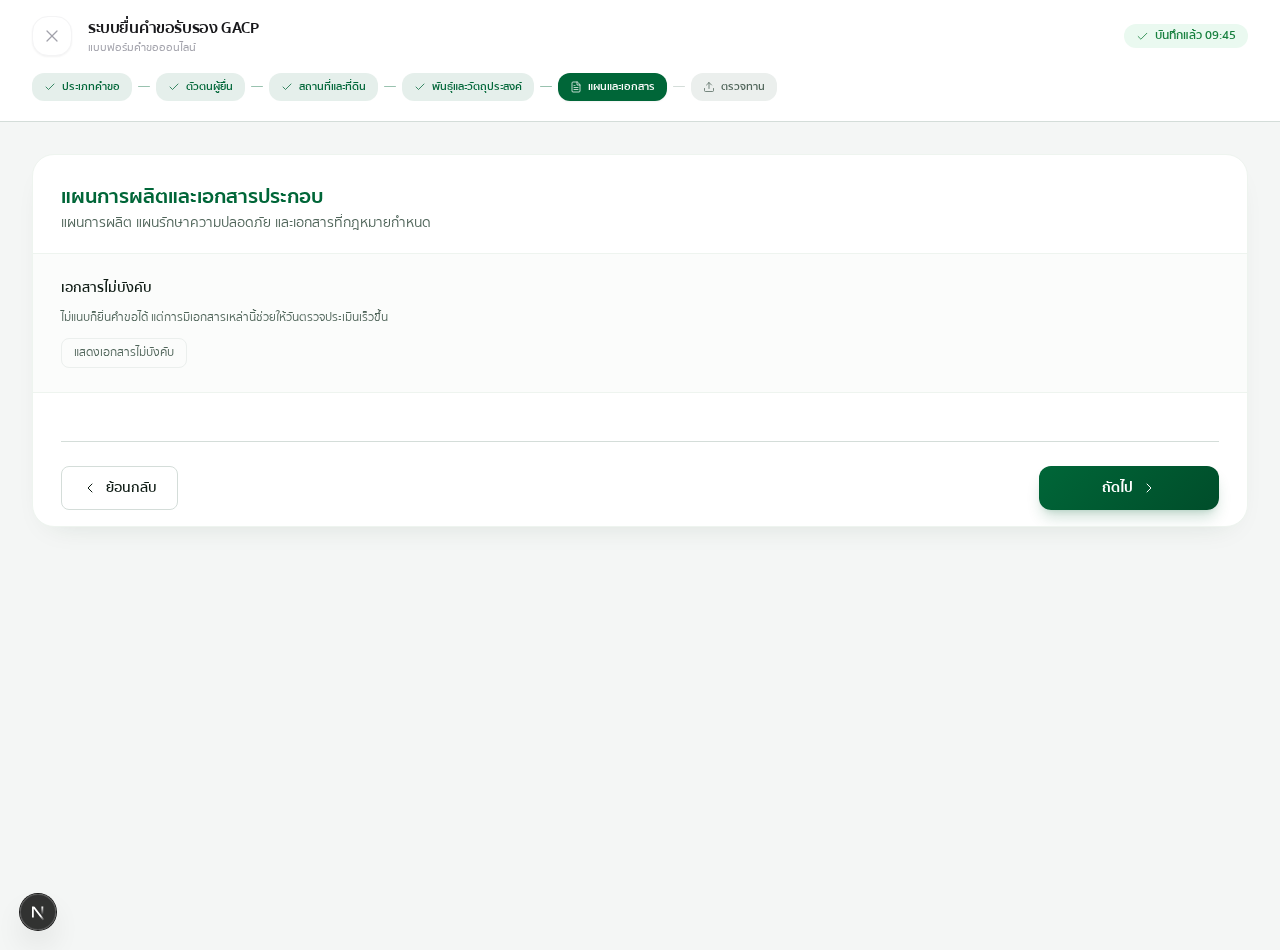 ระบบยื่นคำขอรับรอง GACP
แบบฟอร์มคำขอออนไลน์
บันทึกแล้ว 09:45
ประเภทคำขอ
ตัวตนผู้ยื่น
สถานที่และที่ดิน
พันธุ์และวัตถุประสงค์
แผนและเอกสาร
ตรวจทาน
แผนการผลิตและเอกสารประกอบ
แผนการผลิต แผนรักษาความปลอดภัย และเอกสารที่กฎหมายกำหนด
เอกสารไม่บังคับ
ไม่แนบก็ยื่นคำขอได้ แต่การมีเอกสารเหล่านี้ช่วยให้วันตรวจประเมินเร็วขึ้น
แสดงเอกสารไม่บังคับ
ย้อนกลับ
ถัดไป
N